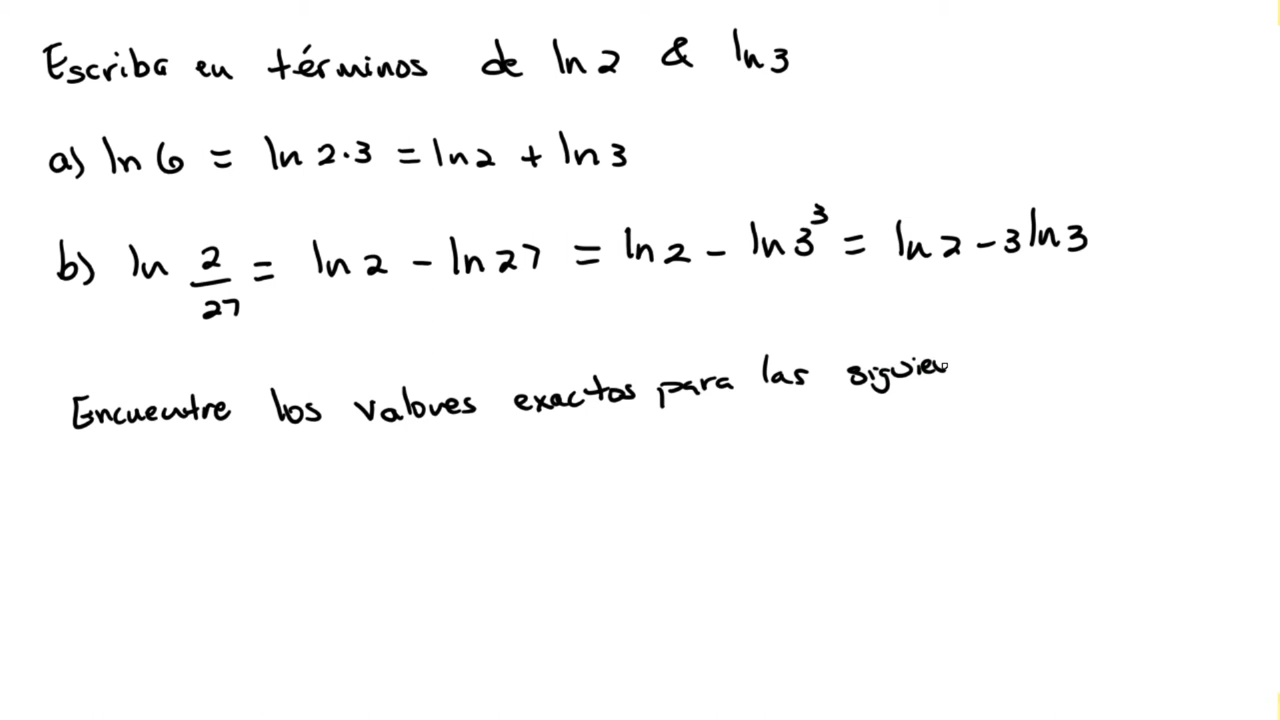 Escriba en términos de ln 2 & ln 3
a) ln 6 = ln 2·3 = ln 2 + ln 3
b) ln 2/27 = ln 2 - ln 27 = ln 2 - ln 3³ = ln 2 - 3 ln 3
Encuentre los valores exactos para las siguien